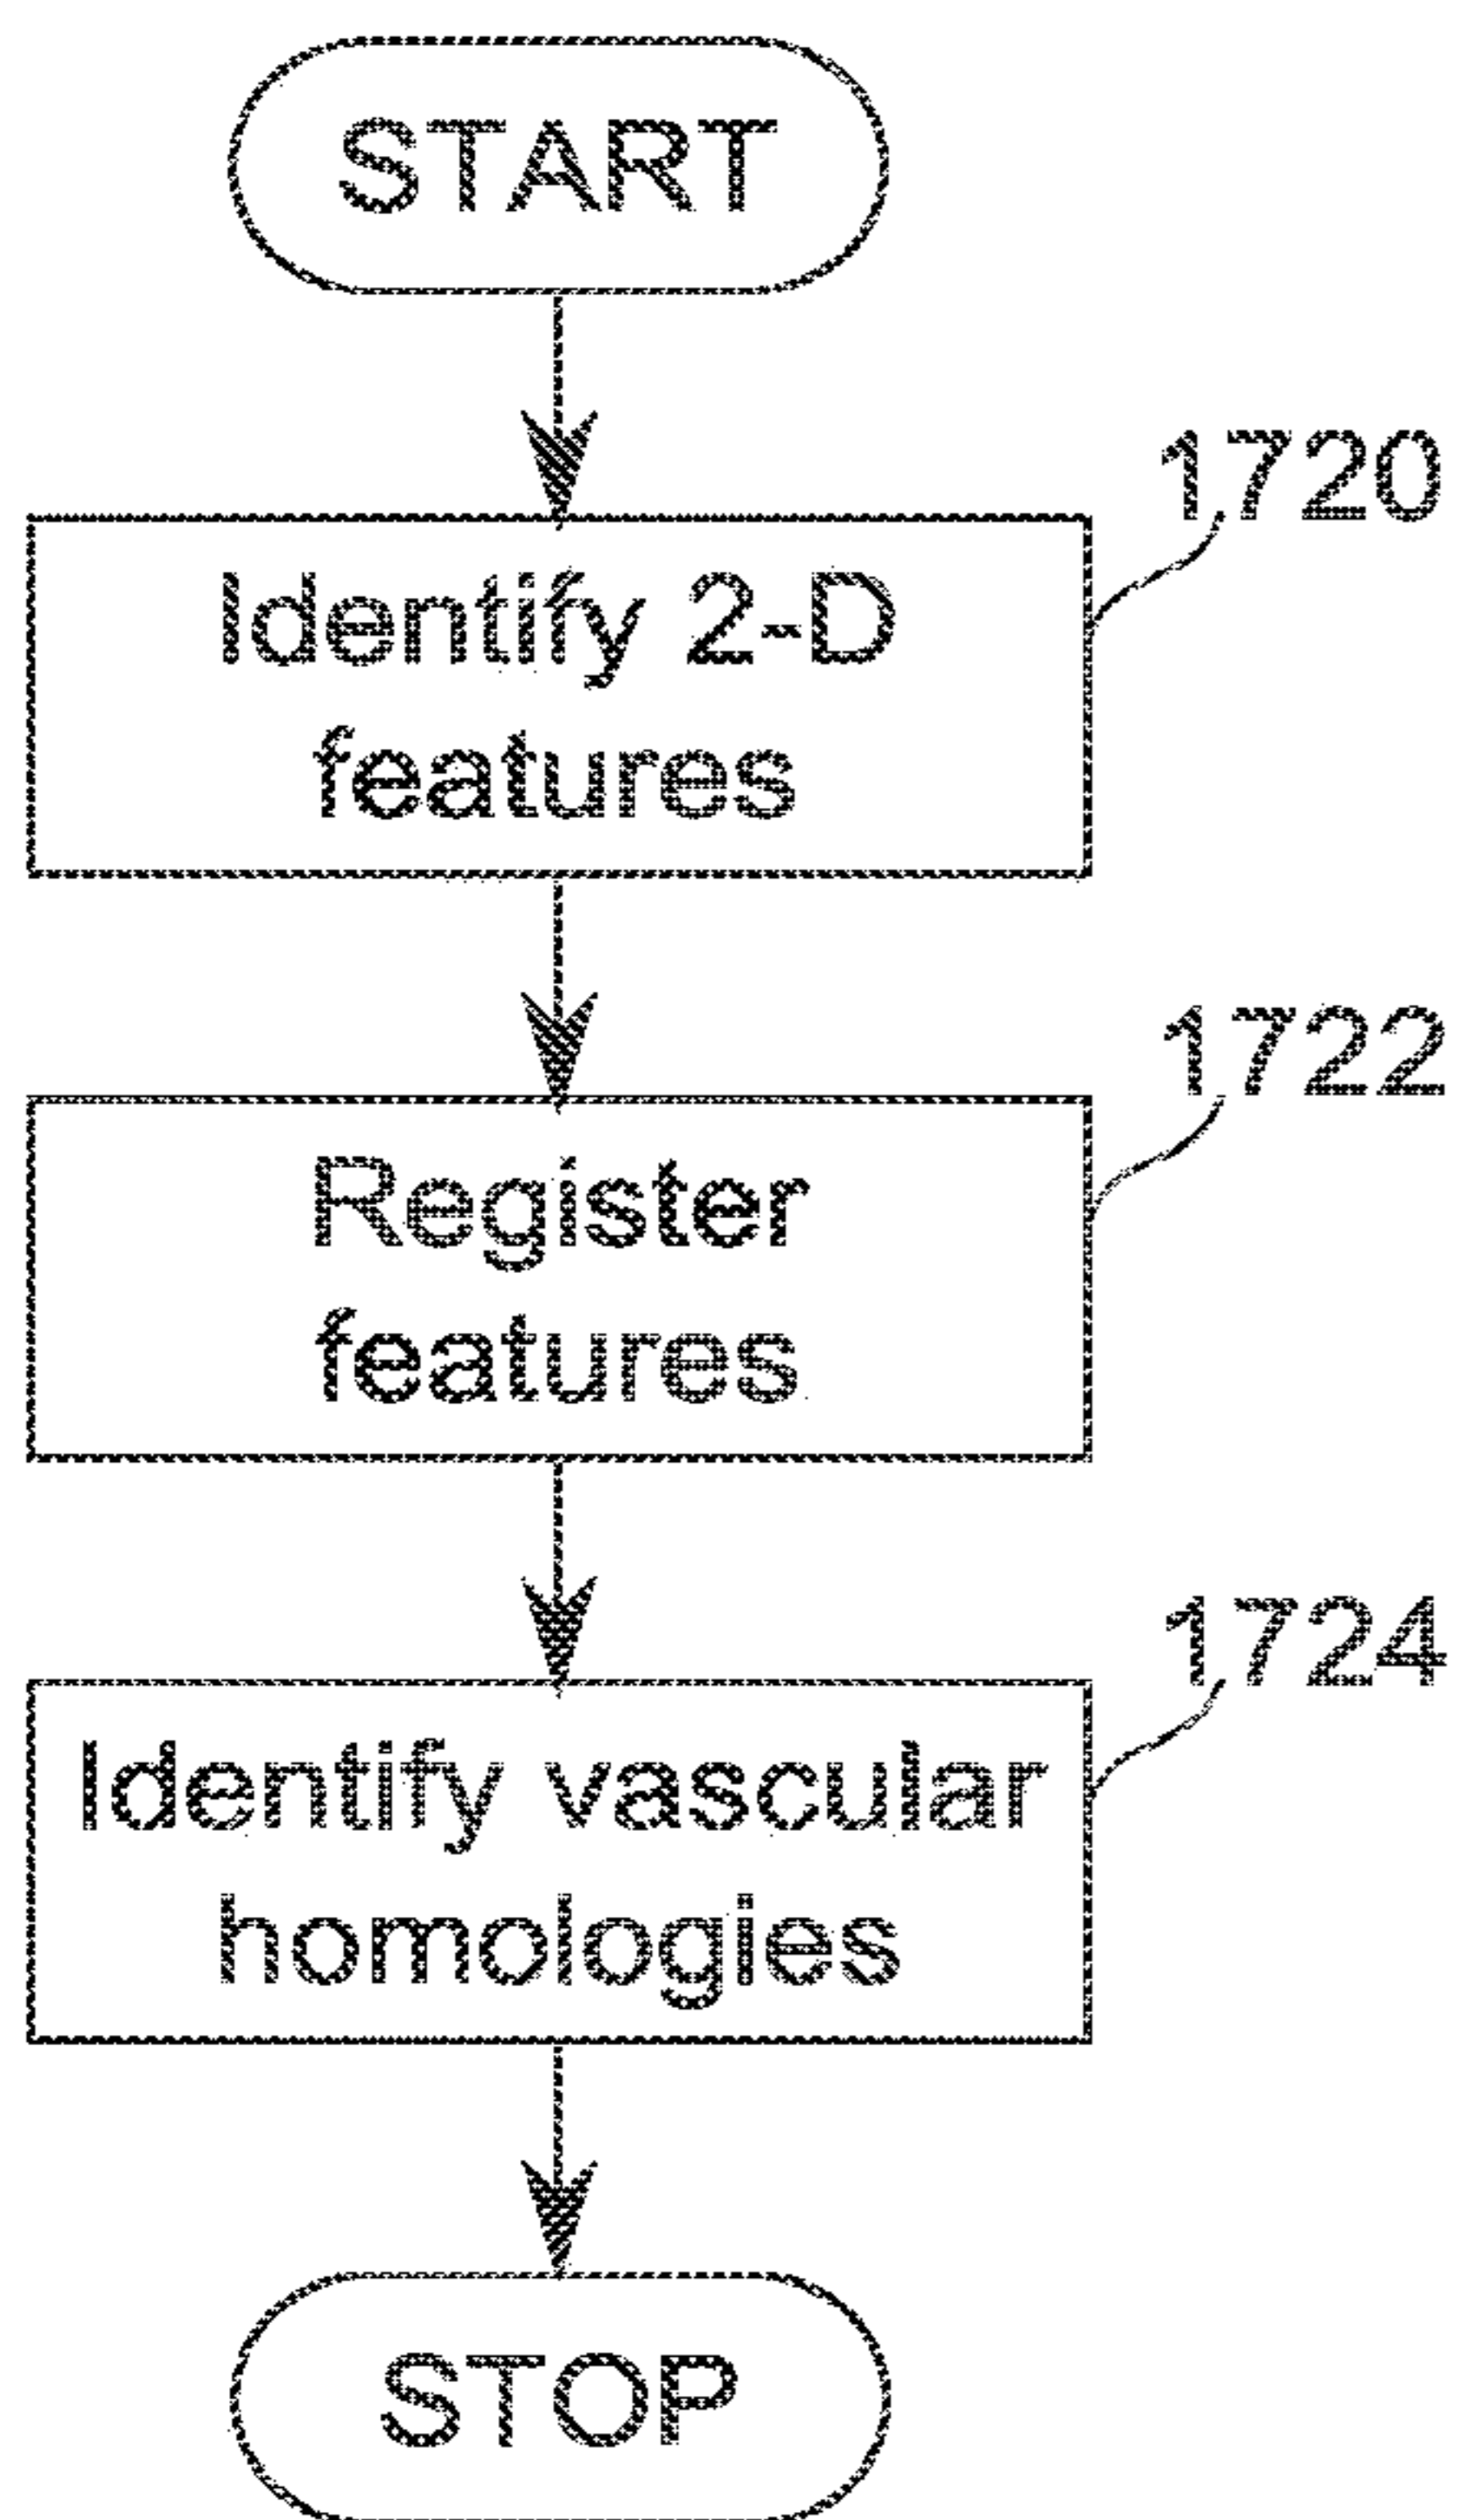 START
1720
Identify 2-D
features
1722
Register
features
1724
Identify vascular
homologies
STOP